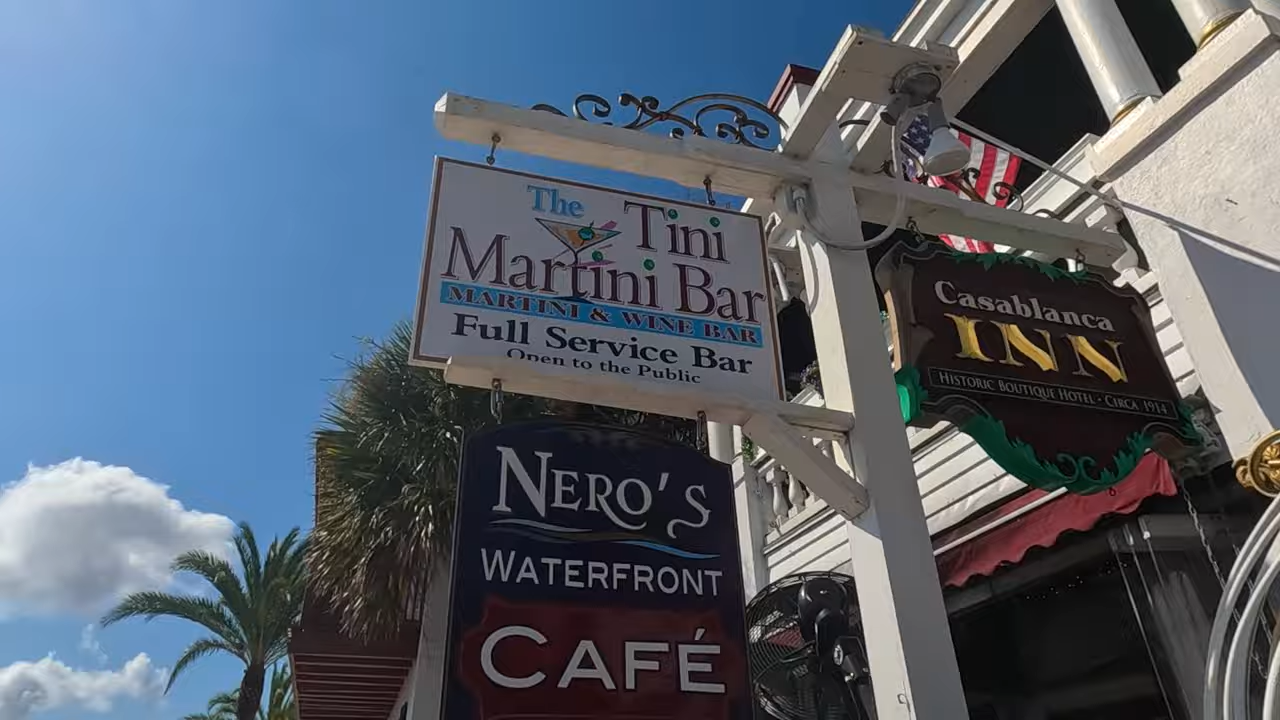 The Tini
Martini Bar
MARTINI & WINE BAR
Full Service Bar
Open to the Public
NERO'S
WATERFRONT
CAFÉ
Casablanca
INN
HISTORIC BOUTIQUE HOTEL · CIRCA 1914